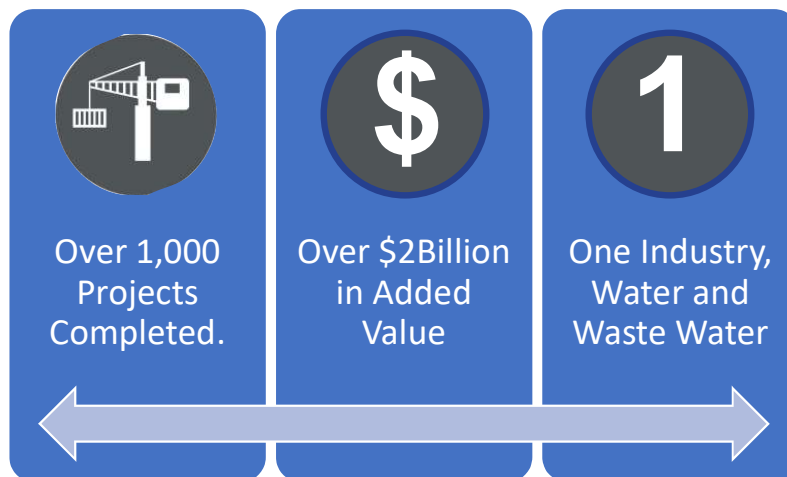 $
1
Over 1,000
Projects
Completed.
Over $2Billion
in Added
Value
One Industry,
Water and
Waste Water